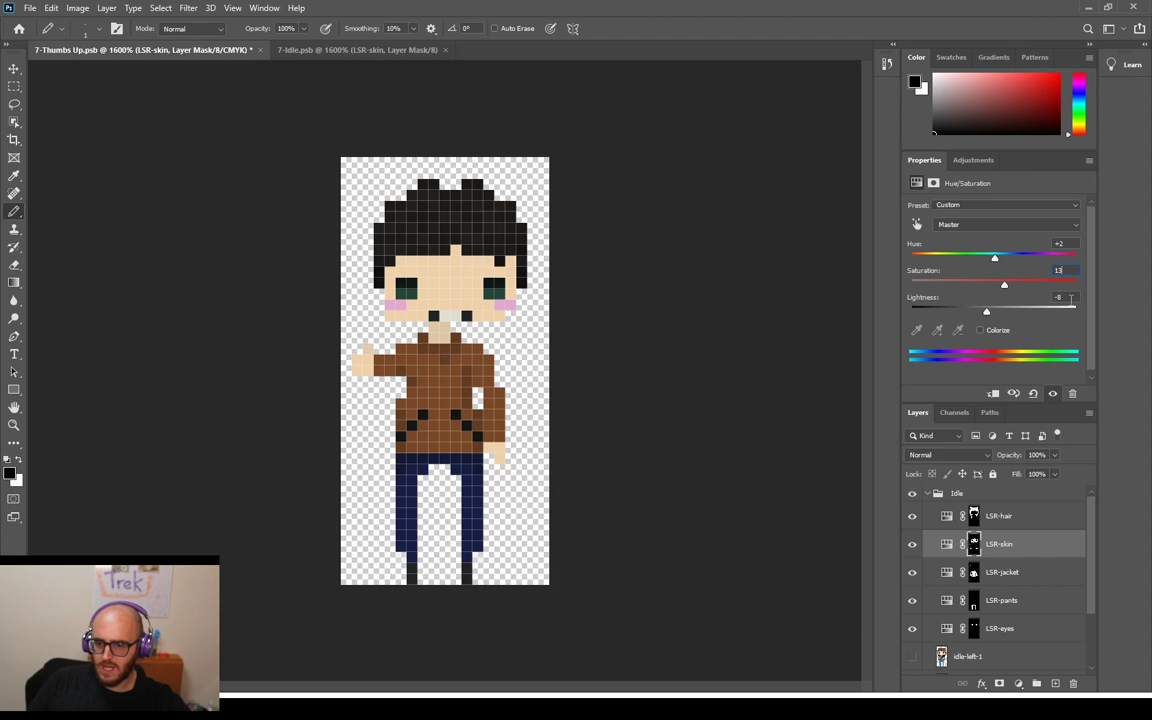 Ps File Edit Image Layer Type Select Filter 3D View Window Help
1 Mode: Normal Opacity: 100% Smoothing: 10% 0° Auto Erase
7-Thumbs Up.psb @ 1600% (LSR-skin, Layer Mask/8/CMYK) * × 7-Idle.psb @ 1600% (LSR-skin, Layer Mask/8/RGB) ×
Color Swatches Gradients Patterns
Learn
Properties Adjustments
Hue/Saturation
Preset: Custom
Master
Hue: +2
Saturation: 13
Lightness: -8
Colorize
Layers Channels Paths
Kind
Normal Opacity: 100%
Lock: Fill: 100%
Idle
LSR-hair
LSR-skin
LSR-jacket
LSR-pants
LSR-eyes
idle-left-1
Trek